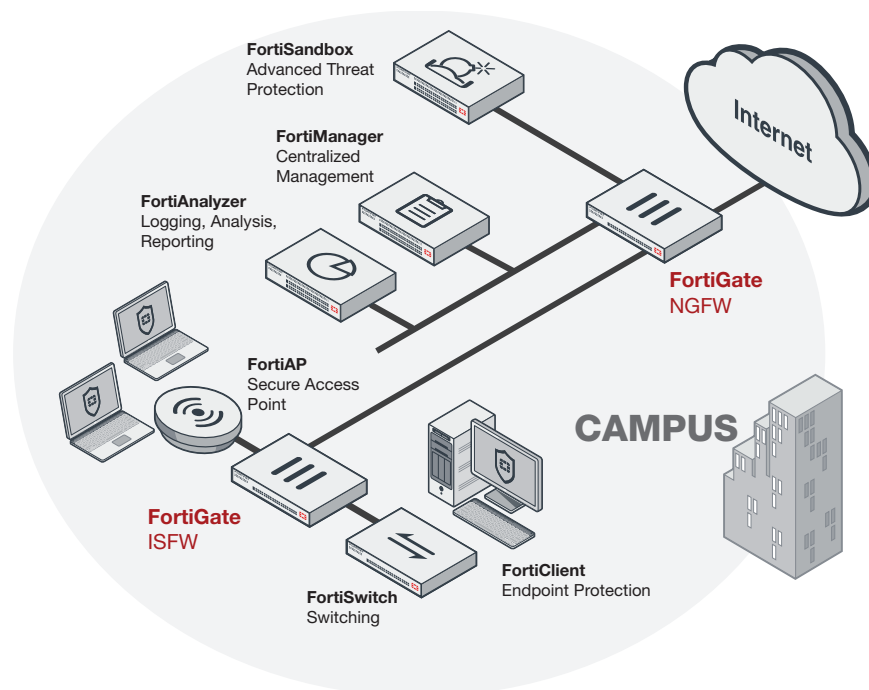 FortiSandbox
Advanced Threat
Protection
Internet
FortiManager
Centralized
Management
FortiAnalyzer
Logging, Analysis,
Reporting
FortiGate
NGFW
FortiAP
Secure Access
Point
CAMPUS
FortiGate
ISFW
FortiClient
Endpoint Protection
FortiSwitch
Switching